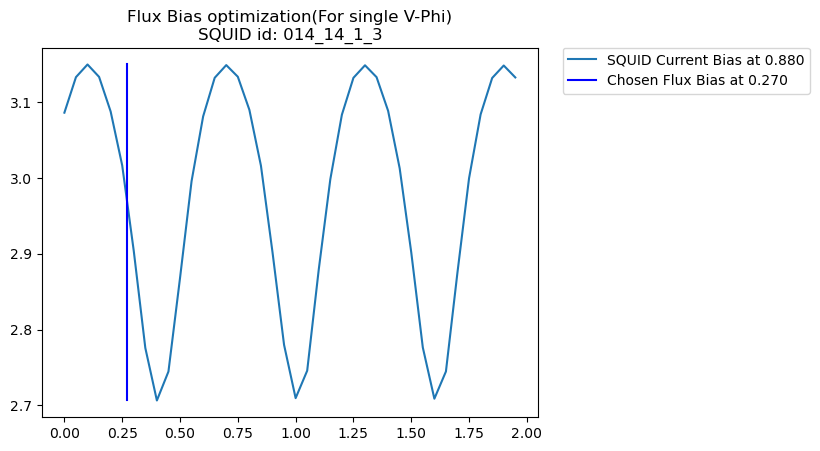 Flux Bias optimization(For single V-Phi)
SQUID id: 014_14_1_3
SQUID Current Bias at 0.880
Chosen Flux Bias at 0.270
3.1
3.0
2.9
2.8
2.7
0.00 0.25 0.50 0.75 1.00 1.25 1.50 1.75 2.00